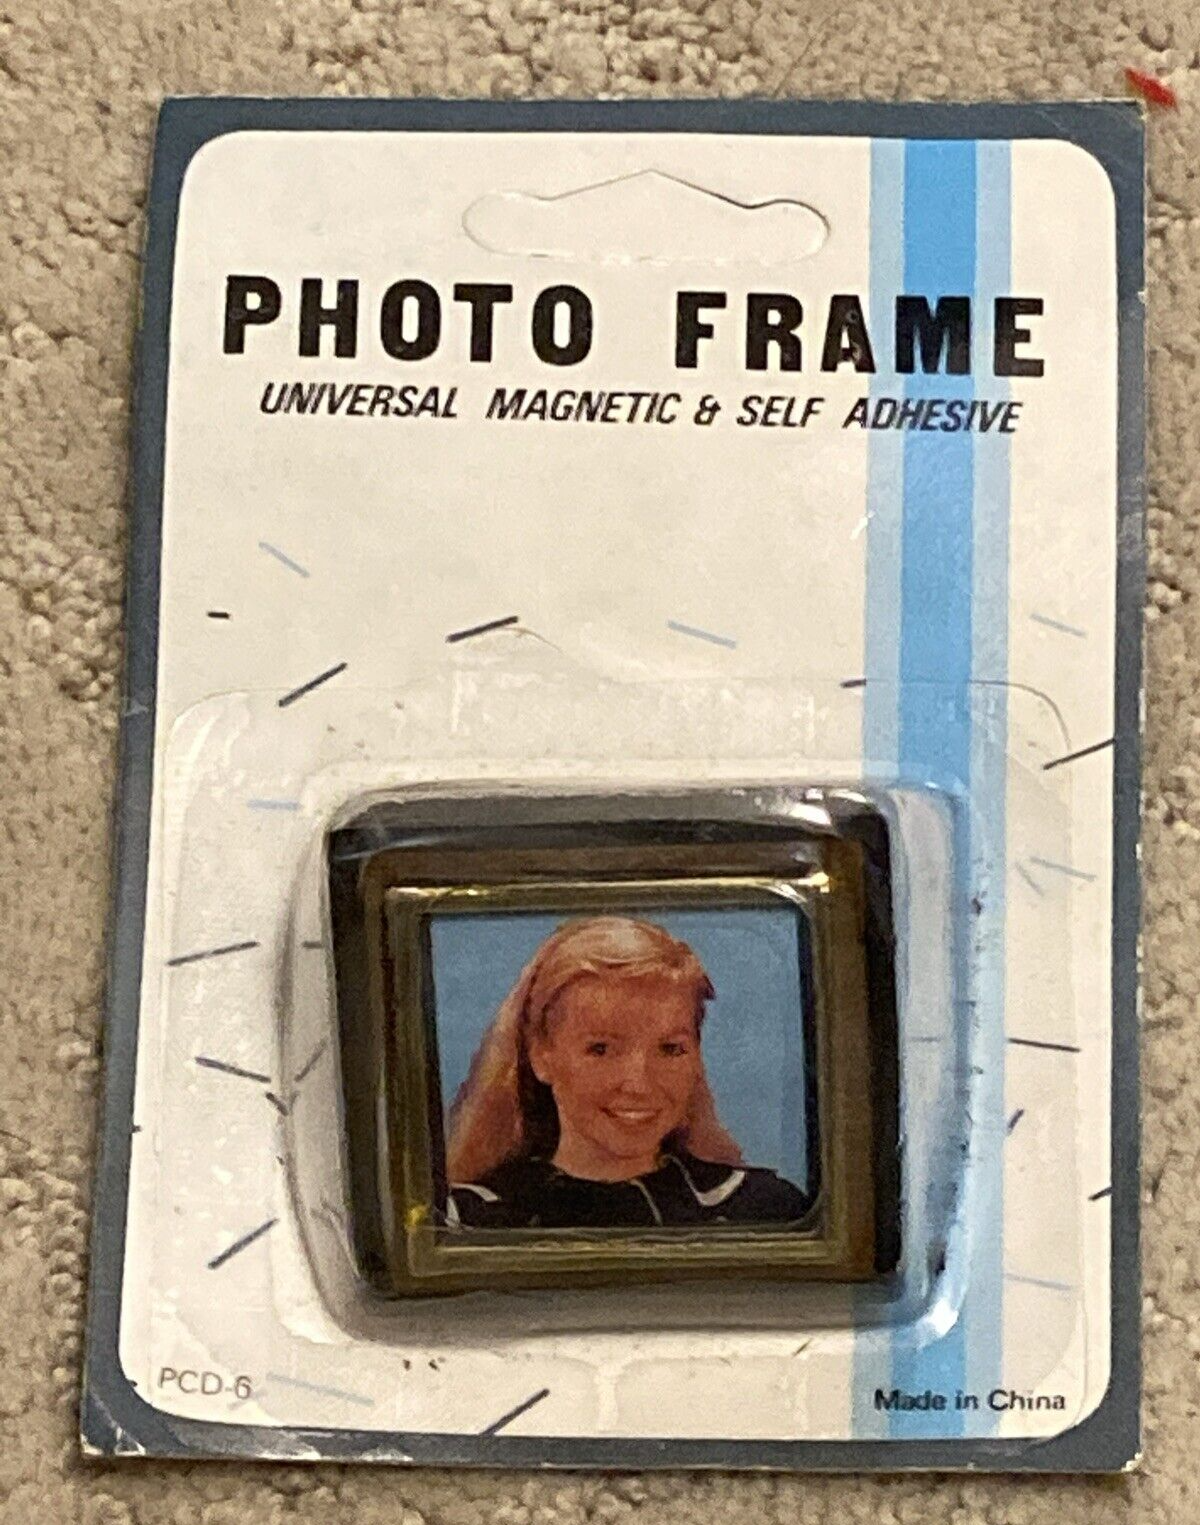 PHOTO FRAME
UNIVERSAL MAGNETIC & SELF ADHESIVE
PCD-6
Made in China